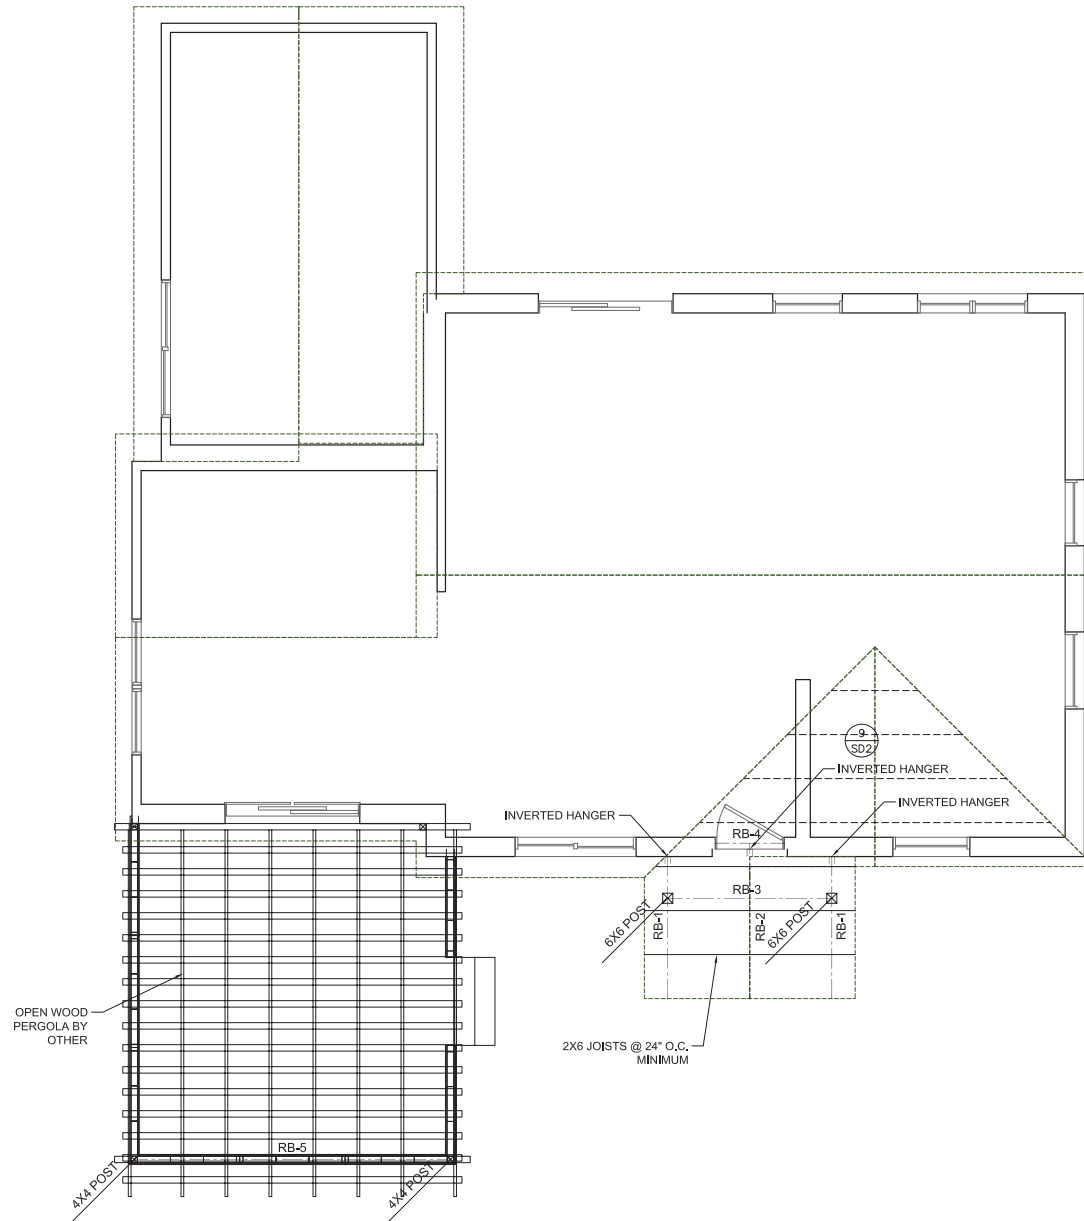 9
SD2
INVERTED HANGER
INVERTED HANGER
INVERTED HANGER
RB-4
RB-3
6X6 POST
RB-1
RB-2
6X6 POST
RB-1
OPEN WOOD
PERGOLA BY
OTHER
2X6 JOISTS @ 24" O.C.
MINIMUM
RB-5
4X4 POST
4X4 POST